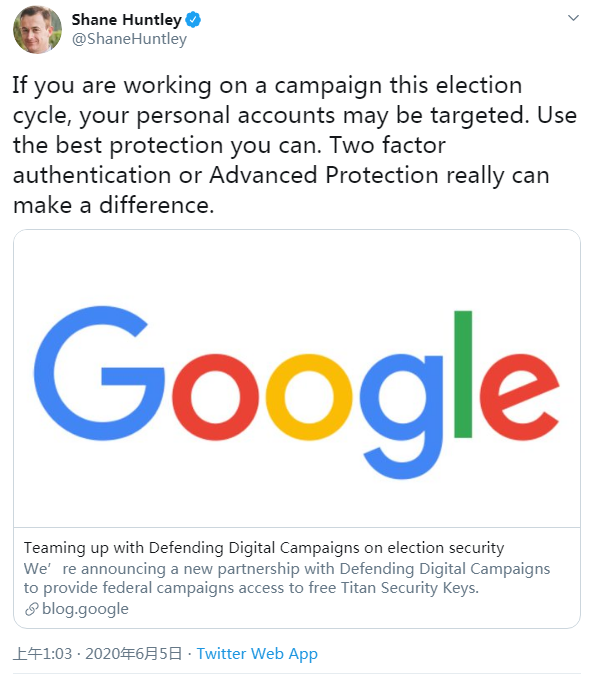 Shane Huntley
@ShaneHuntley
If you are working on a campaign this election
cycle, your personal accounts may be targeted. Use
the best protection you can. Two factor
authentication or Advanced Protection really can
make a difference.
Google
Teaming up with Defending Digital Campaigns on election security
We’re announcing a new partnership with Defending Digital Campaigns
to provide federal campaigns access to free Titan Security Keys.
blog.google
上午1:03 · 2020年6月5日 · Twitter Web App